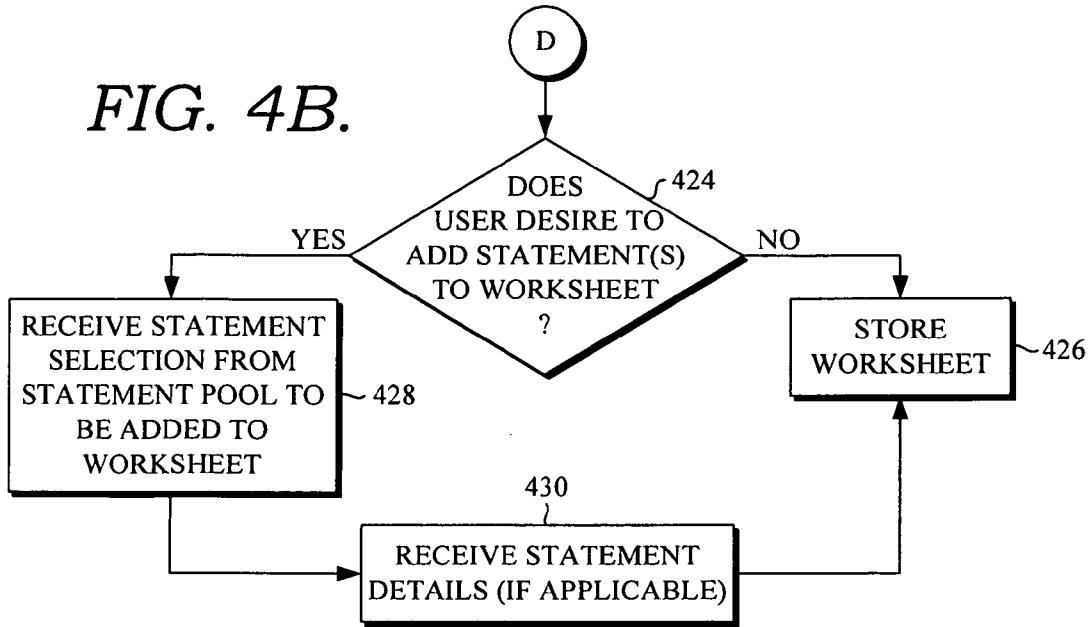 D
FIG. 4B.
DOES
USER DESIRE TO
ADD STATEMENT(S)
TO WORKSHEET
?
424
YES
NO
RECEIVE STATEMENT
SELECTION FROM
STATEMENT POOL TO
BE ADDED TO
WORKSHEET
428
STORE
WORKSHEET
426
430
RECEIVE STATEMENT
DETAILS (IF APPLICABLE)